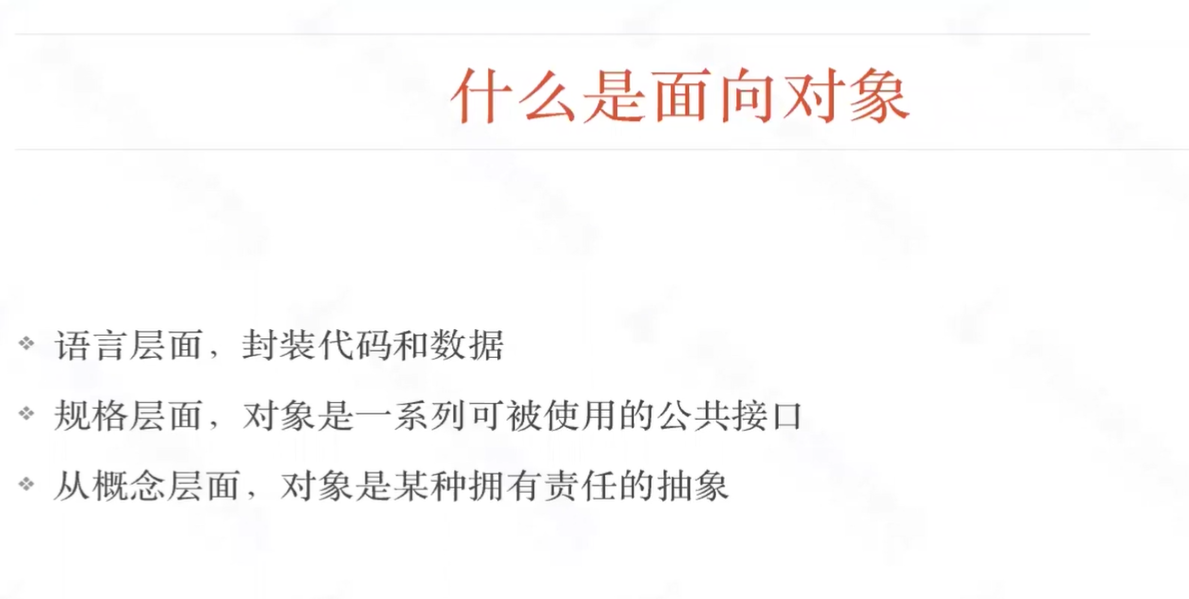 什么是面向对象
语言层面，封装代码和数据
规格层面，对象是一系列可被使用的公共接口
从概念层面，对象是某种拥有责任的抽象